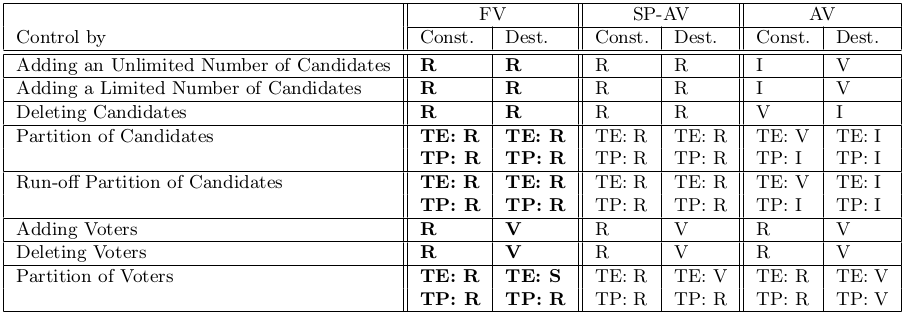 FV SP-AV AV
Control by Const. Dest. Const. Dest. Const. Dest.
Adding an Unlimited Number of Candidates R R R R I V
Adding a Limited Number of Candidates R R R R I V
Deleting Candidates R R R R V I
Partition of Candidates TE: R TE: R TE: R TE: R TE: V TE: I
TP: R TP: R TP: R TP: R TP: I TP: I
Run-off Partition of Candidates TE: R TE: R TE: R TE: R TE: V TE: I
TP: R TP: R TP: R TP: R TP: I TP: I
Adding Voters R V R V R V
Deleting Voters R V R V R V
Partition of Voters TE: R TE: S TE: R TE: V TE: R TE: V
TP: R TP: R TP: R TP: R TP: R TP: V